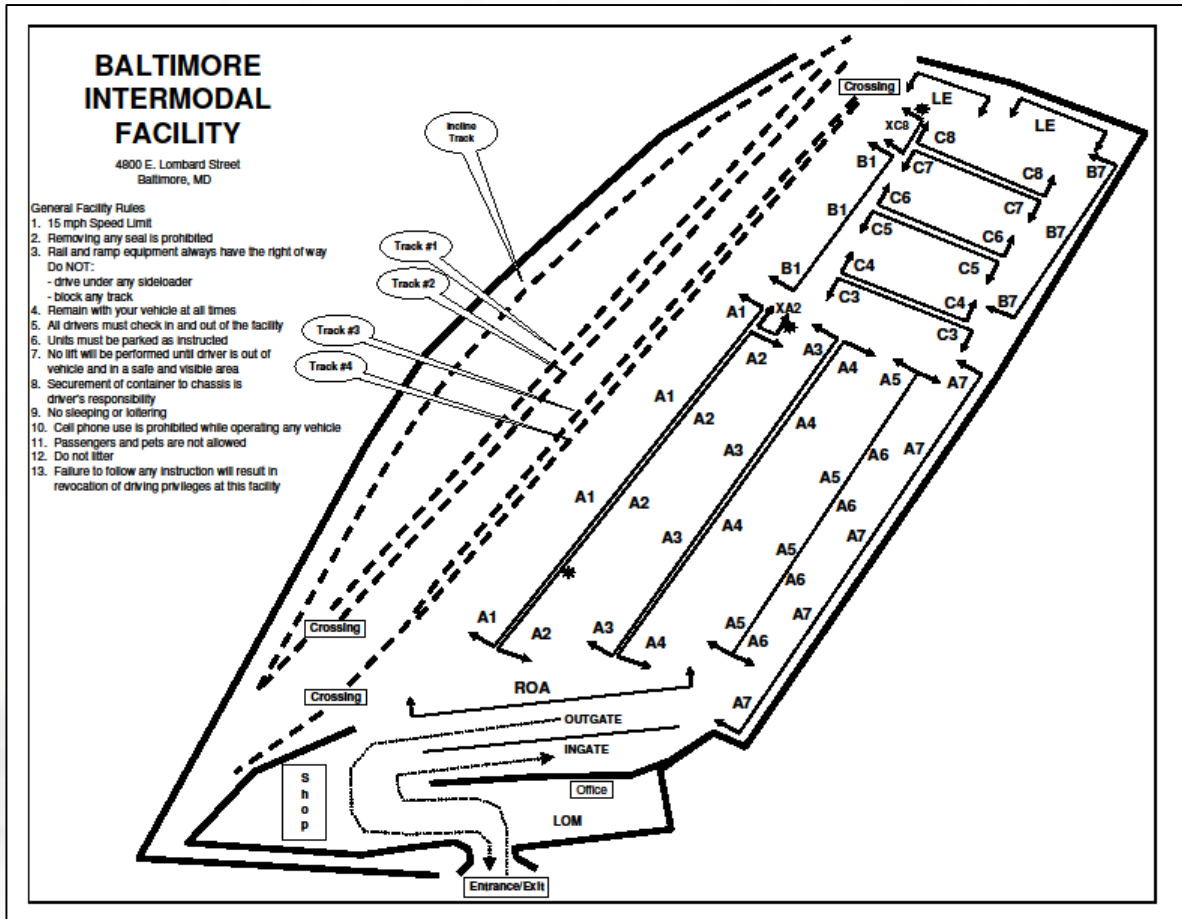 BALTIMORE
INTERMODAL
FACILITY
4800 E. Lombard Street
Baltimore, MD
General Facility Rules
1. 15 mph Speed Limit
2. Removing any seal is prohibited
3. Rail and ramp equipment always have the right of way
Do NOT:
- drive under any sideloader
- block any track
4. Remain with your vehicle at all times
5. All drivers must check in and out of the facility
6. Units must be parked as instructed
7. No lift will be performed until driver is out of
vehicle and in a safe and visible area
8. Securement of container to chassis is
driver's responsibility
9. No sleeping or loitering
10. Cell phone use is prohibited while operating any vehicle
11. Passengers and pets are not allowed
12. Do not litter
13. Failure to follow any instruction will result in
revocation of driving privileges at this facility
Incline
Track
Track #1
Track #2
Track #3
Track #4
Crossing
LE
LE
XC8
C8
C8
B1
C7
C7
B7
B1
C6
C6
B7
C5
C5
B1
C4
C4
B7
C3
C3
A1
XA2
A2
A3
A4
A5
A7
A1
A2
A3
A4
A5
A6
A7
A1
A2
A3
A4
A5
A6
A7
A6
A7
A1
A2
A3
A4
A5
A6
A7
Crossing
Crossing
ROA
OUTGATE
INGATE
Shop
Office
LOM
Entrance/Exit